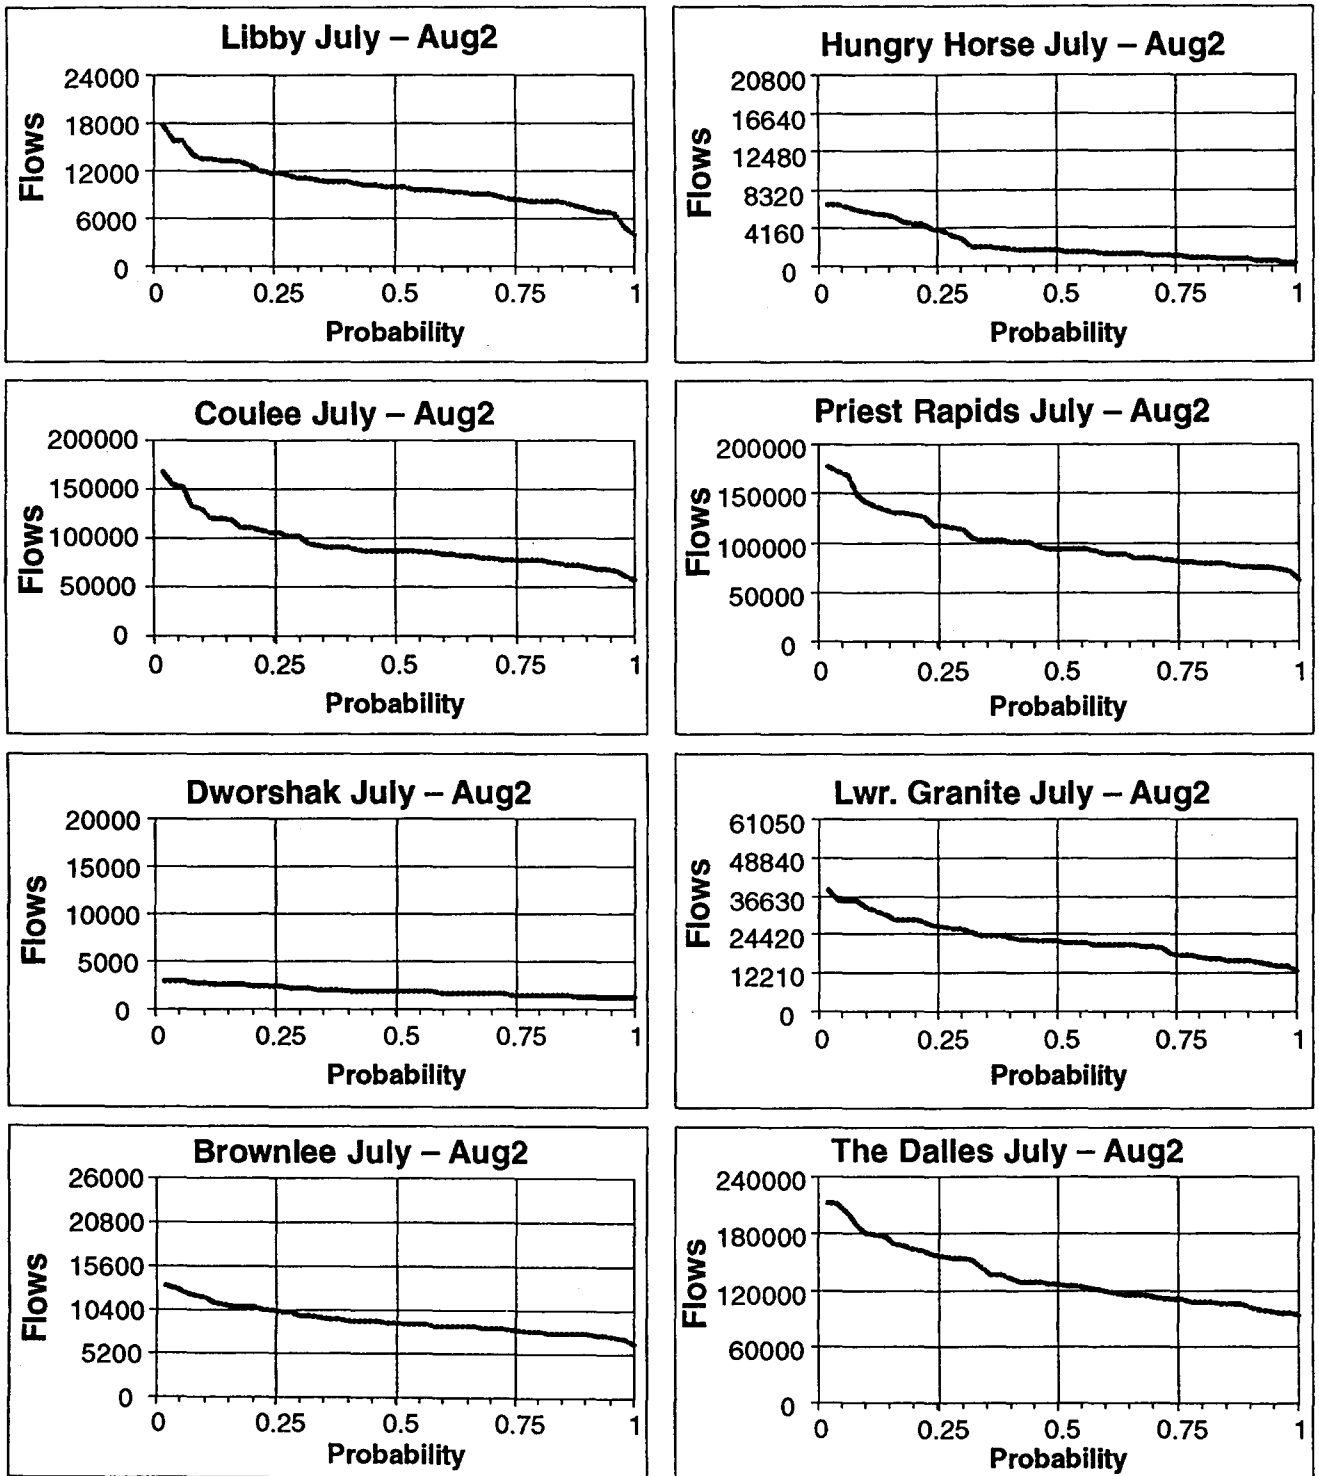 Libby July – Aug2
Flows
24000
18000
12000
6000
0
0 0.25 0.5 0.75 1
Probability
Hungry Horse July – Aug2
Flows
20800
16640
12480
8320
4160
0
0 0.25 0.5 0.75 1
Probability
Coulee July – Aug2
Flows
200000
150000
100000
50000
0
0 0.25 0.5 0.75 1
Probability
Priest Rapids July – Aug2
Flows
200000
150000
100000
50000
0
0 0.25 0.5 0.75 1
Probability
Dworshak July – Aug2
Flows
20000
15000
10000
5000
0
0 0.25 0.5 0.75 1
Probability
Lwr. Granite July – Aug2
Flows
61050
48840
36630
24420
12210
0
0 0.25 0.5 0.75 1
Probability
Brownlee July – Aug2
Flows
26000
20800
15600
10400
5200
0
0 0.25 0.5 0.75 1
Probability
The Dalles July – Aug2
Flows
240000
180000
120000
60000
0
0 0.25 0.5 0.75 1
Probability